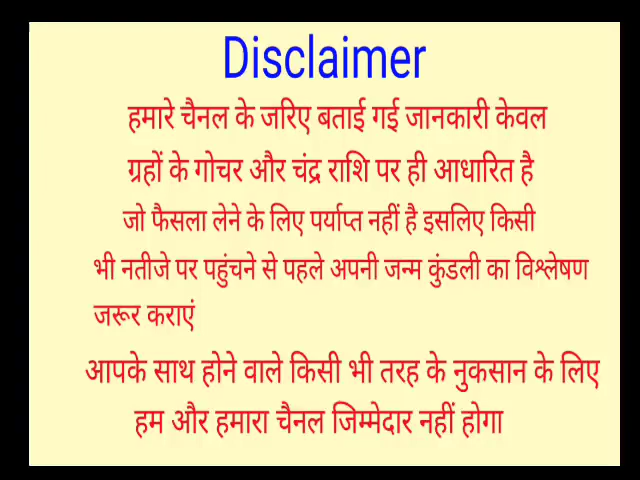 Disclaimer
हमारे चैनल के जरिए बताई गई जानकारी केवल
ग्रहों के गोचर और चंद्र राशि पर ही आधारित है
जो फैसला लेने के लिए पर्याप्त नहीं है इसलिए किसी
भी नतीजे पर पहुंचने से पहले अपनी जन्म कुंडली का विश्लेषण
जरूर कराएं
आपके साथ होने वाले किसी भी तरह के नुकसान के लिए
हम और हमारा चैनल जिम्मेदार नहीं होगा